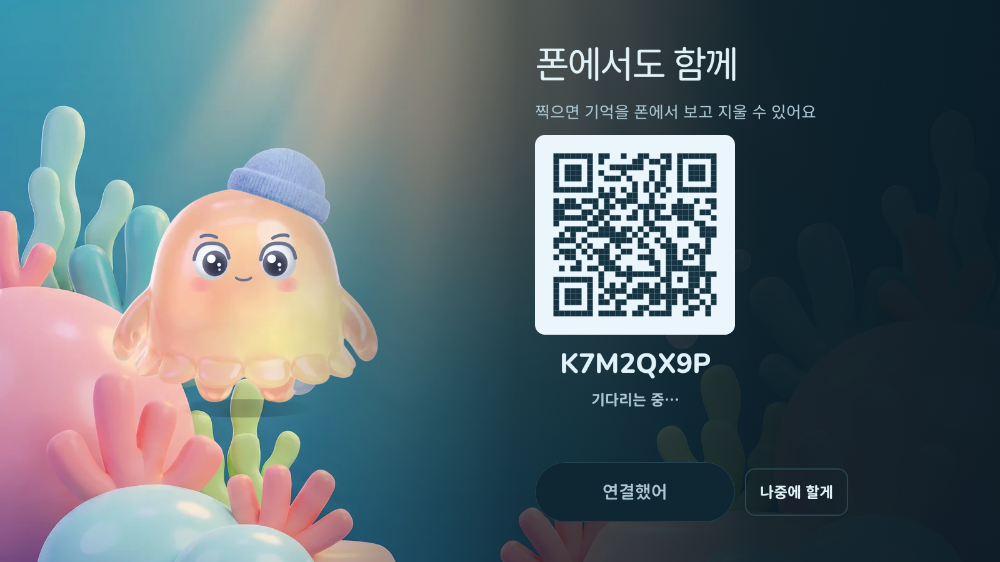 폰에서도 함께
찍으면 기억을 폰에서 보고 지울 수 있어요
K7M2QX9P
기다리는 중…
연결했어
나중에 할게